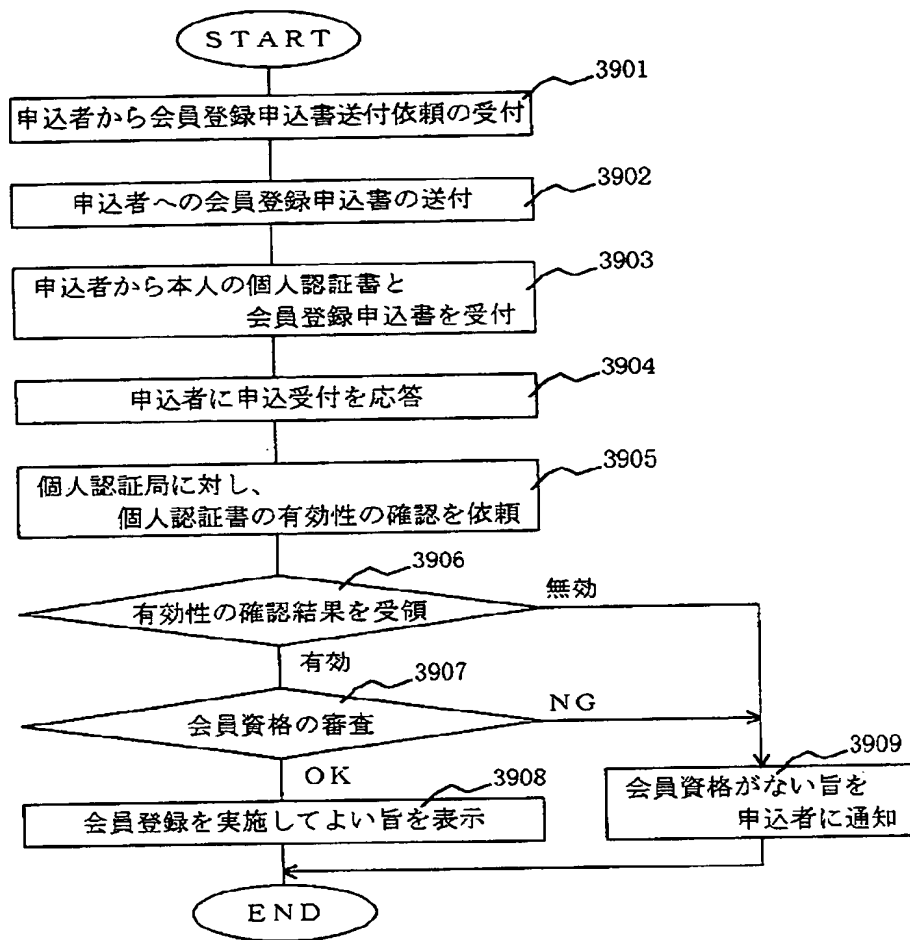 START
3901
申込者から会員登録申込書送付依頼の受付
3902
申込者への会員登録申込書の送付
3903
申込者から本人の個人認証書と
会員登録申込書を受付
3904
申込者に申込受付を応答
3905
個人認証局に対し、
個人認証書の有効性の確認を依頼
3906
有効性の確認結果を受領
無効
有効
3907
会員資格の審査
NG
OK
3908
会員登録を実施してよい旨を表示
3909
会員資格がない旨を
申込者に通知
END